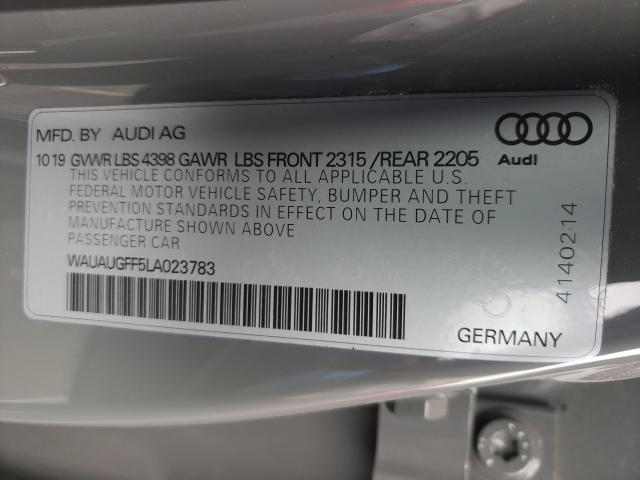 MFD. BY AUDI AG
10 19 GVWR LBS 4398 GAWR LBS FRONT 2315 / REAR 2205
Audi
THIS VEHICLE CONFORMS TO ALL APPLICABLE U.S.
FEDERAL MOTOR VEHICLE SAFETY, BUMPER AND THEFT
PREVENTION STANDARDS IN EFFECT ON THE DATE OF
MANUFACTURE SHOWN ABOVE
PASSENGER CAR
WAUAUGFF5LA023783
4140214
GERMANY